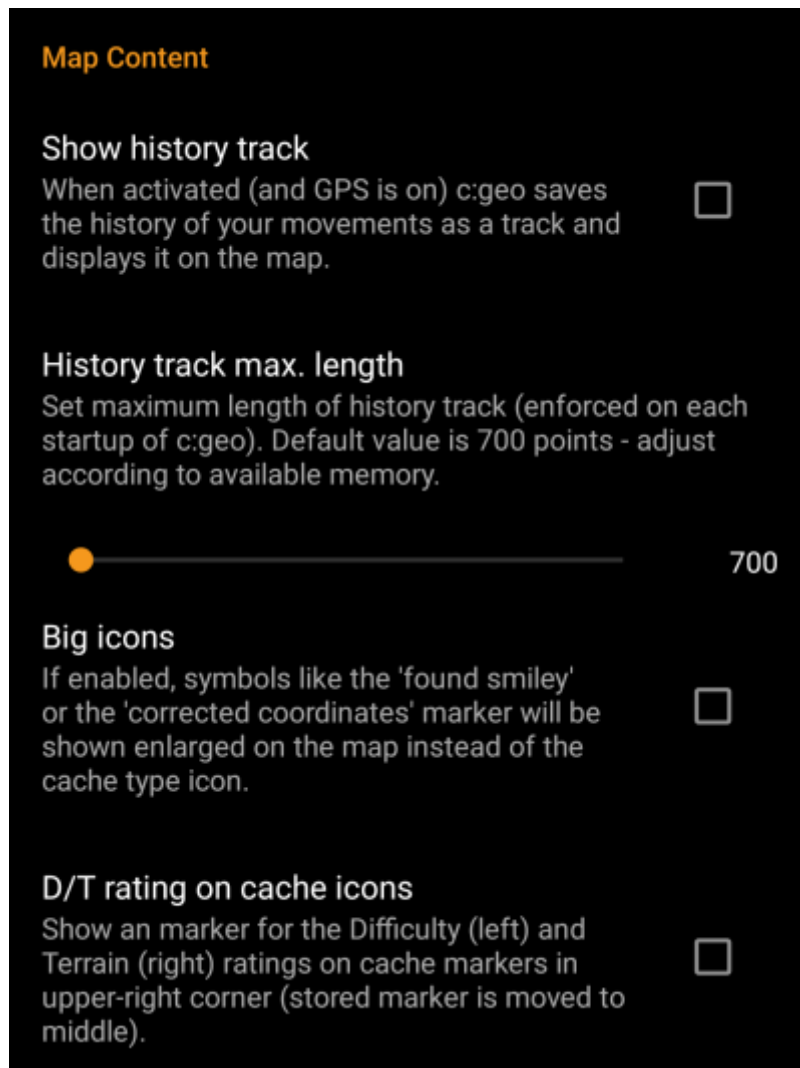 Map Content
Show history track
When activated (and GPS is on) c:geo saves
the history of your movements as a track and
displays it on the map.
History track max. length
Set maximum length of history track (enforced on each
startup of c:geo). Default value is 700 points - adjust
according to available memory.
700
Big icons
If enabled, symbols like the 'found smiley'
or the 'corrected coordinates' marker will be
shown enlarged on the map instead of the
cache type icon.
D/T rating on cache icons
Show an marker for the Difficulty (left) and
Terrain (right) ratings on cache markers in
upper-right corner (stored marker is moved to
middle).